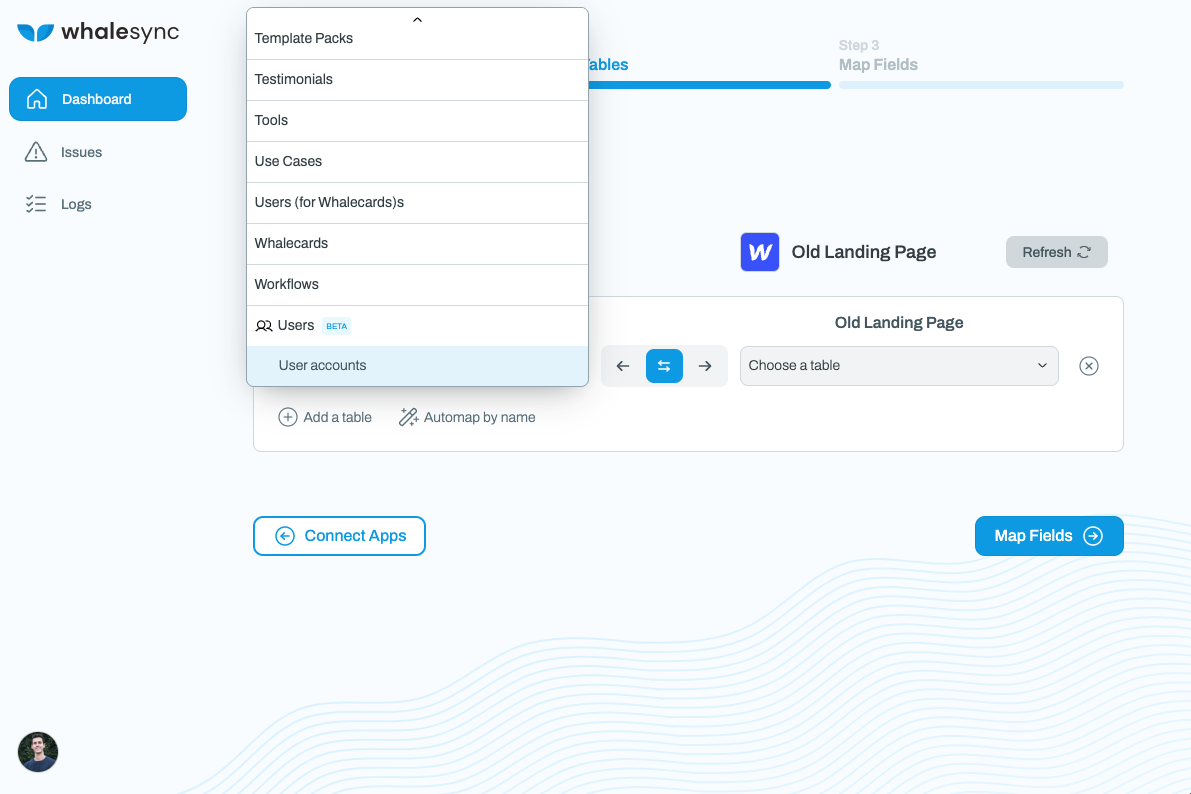 whalesync
Dashboard
Issues
Logs
Template Packs
Testimonials
Tools
Use Cases
Users (for Whalecards)s
Whalecards
Workflows
Users BETA
User accounts
Step 3
Map Fields
Old Landing Page
Refresh
Old Landing Page
Choose a table
Add a table
Automap by name
Connect Apps
Map Fields